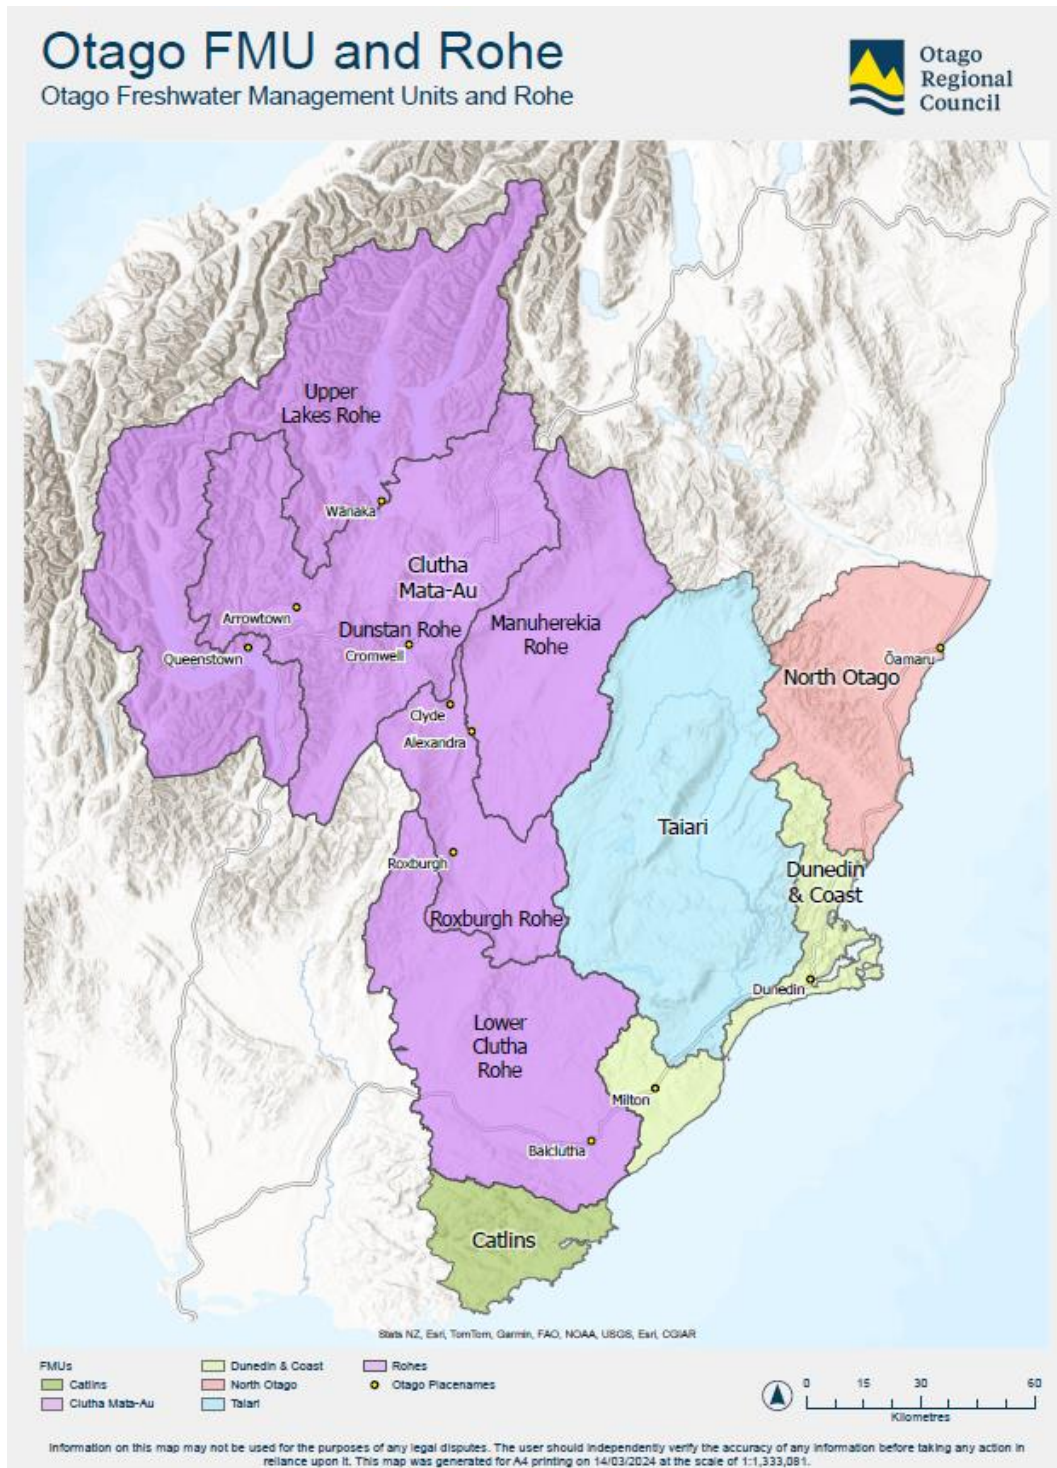 Otago FMU and Rohe
Otago Freshwater Management Units and Rohe
Otago
Regional
Council
Upper
Lakes Rohe
Wānaka
Clutha
Mata-Au
Arrowtown
Dunstan Rohe
Manuherekia
Rohe
Queenstown
Cromwell
Ōamaru
North Otago
Clyde
Alexandra
Taiari
Roxburgh
Dunedin
& Coast
Roxburgh Rohe
Dunedin
Lower
Clutha
Rohe
Milton
Balclutha
Catlins
Stats NZ, Esri, TomTom, Garmin, FAO, NOAA, USGS, Esri, CGIAR
FMUs
Catlins
Clutha Mata-Au
Dunedin & Coast
North Otago
Taiari
Rohes
Otago Placenames
0 15 30 60
Kilometres
Information on this map may not be used for the purposes of any legal disputes. The user should independently verify the accuracy of any information before taking any action in
reliance upon it. This map was generated for A4 printing on 14/03/2024 at the scale of 1:1,333,081.